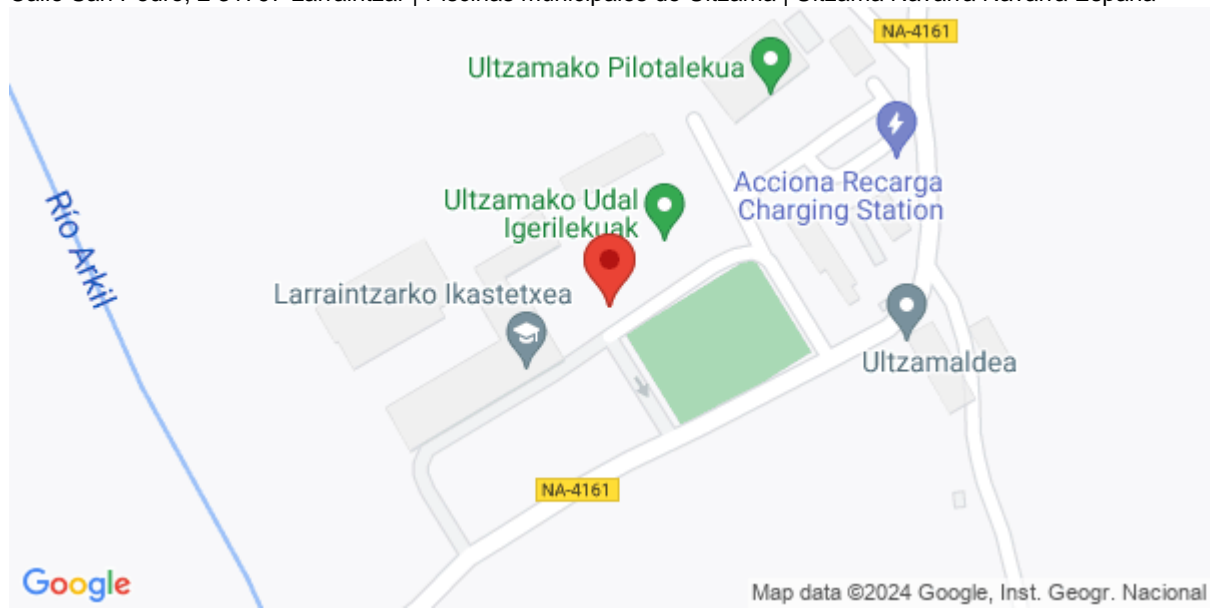 NA-4161
Ultzamako Pilotalekua
Acciona Recarga
Charging Station
Ultzamako Udal
Igerilekuak
Río Arkil
Larraintzarko Ikastetxea
Ultzamaldea
NA-4161
Google
Map data ©2024 Google, Inst. Geogr. Nacional